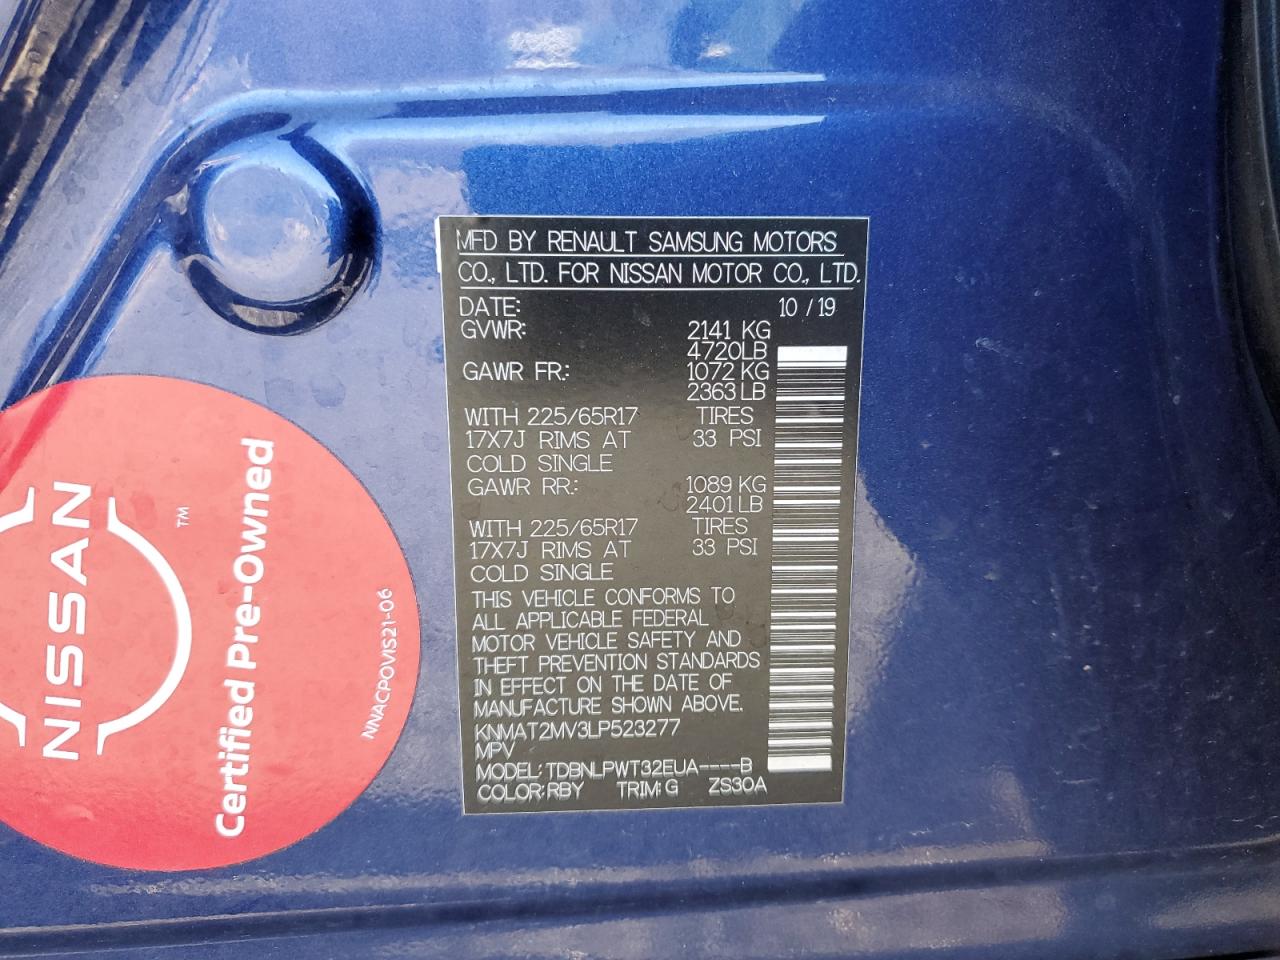 MFD BY RENAULT SAMSUNG MOTORS
CO., LTD. FOR NISSAN MOTOR CO., LTD.
DATE: 10 / 19
GVWR: 2141 KG
4720LB
GAWR FR.: 1072 KG
2363 LB
WITH 225/65R17 TIRES
17X7J RIMS AT 33 PSI
COLD SINGLE
GAWR RR.: 1089 KG
2401 LB
WITH 225/65R17 TIRES
17X7J RIMS AT 33 PSI
COLD SINGLE
THIS VEHICLE CONFORMS TO
ALL APPLICABLE FEDERAL
MOTOR VEHICLE SAFETY AND
THEFT PREVENTION STANDARDS
IN EFFECT ON THE DATE OF
MANUFACTURE SHOWN ABOVE.
KNMAT2MV3LP523277
MPV
MODEL: TDBNLPWT32EUA----B
COLOR: RBY TRIM: G ZS30A
NISSAN
TM
Certified Pre-Owned
NNACPOVIS21-06